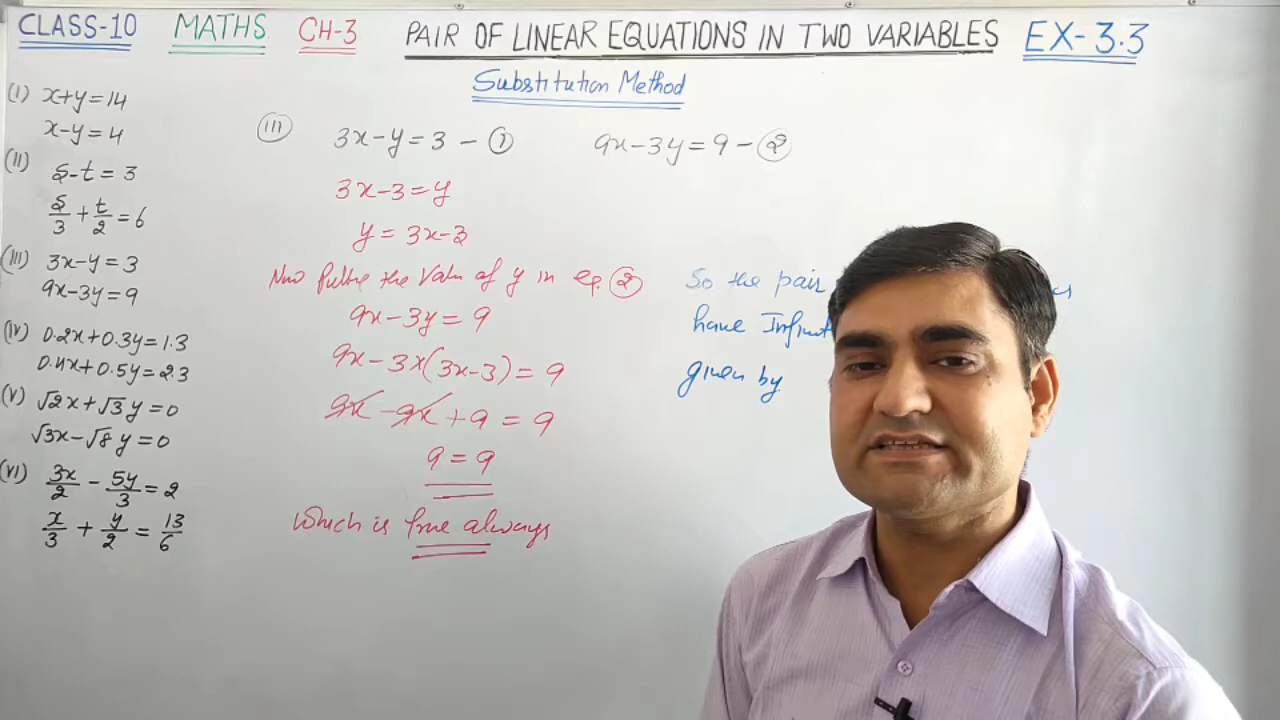 CLASS-10 MATHS CH-3 PAIR OF LINEAR EQUATIONS IN TWO VARIABLES EX-3.3
Substitution Method
(I) x+y=14
x-y=4
(II) s-t=3
s/3 + t/2 = 6
(III) 3x-y=3
9x-3y=9
(IV) 0.2x+0.3y=1.3
0.4x+0.5y=2.3
(V) √2x+√3y=0
√3x-√8y=0
(VI) 3x/2 - 5y/3 = 2
x/3 + y/2 = 13/6
(III) 3x-y=3 - ① 9x-3y=9 - ②
3x-3=y
y=3x-3
the of y in eq ②
9x-3y=9
9x-3×(3x-3)=9
9x-9x+9=9
9=9
Which is true always
So the pair
have
given by